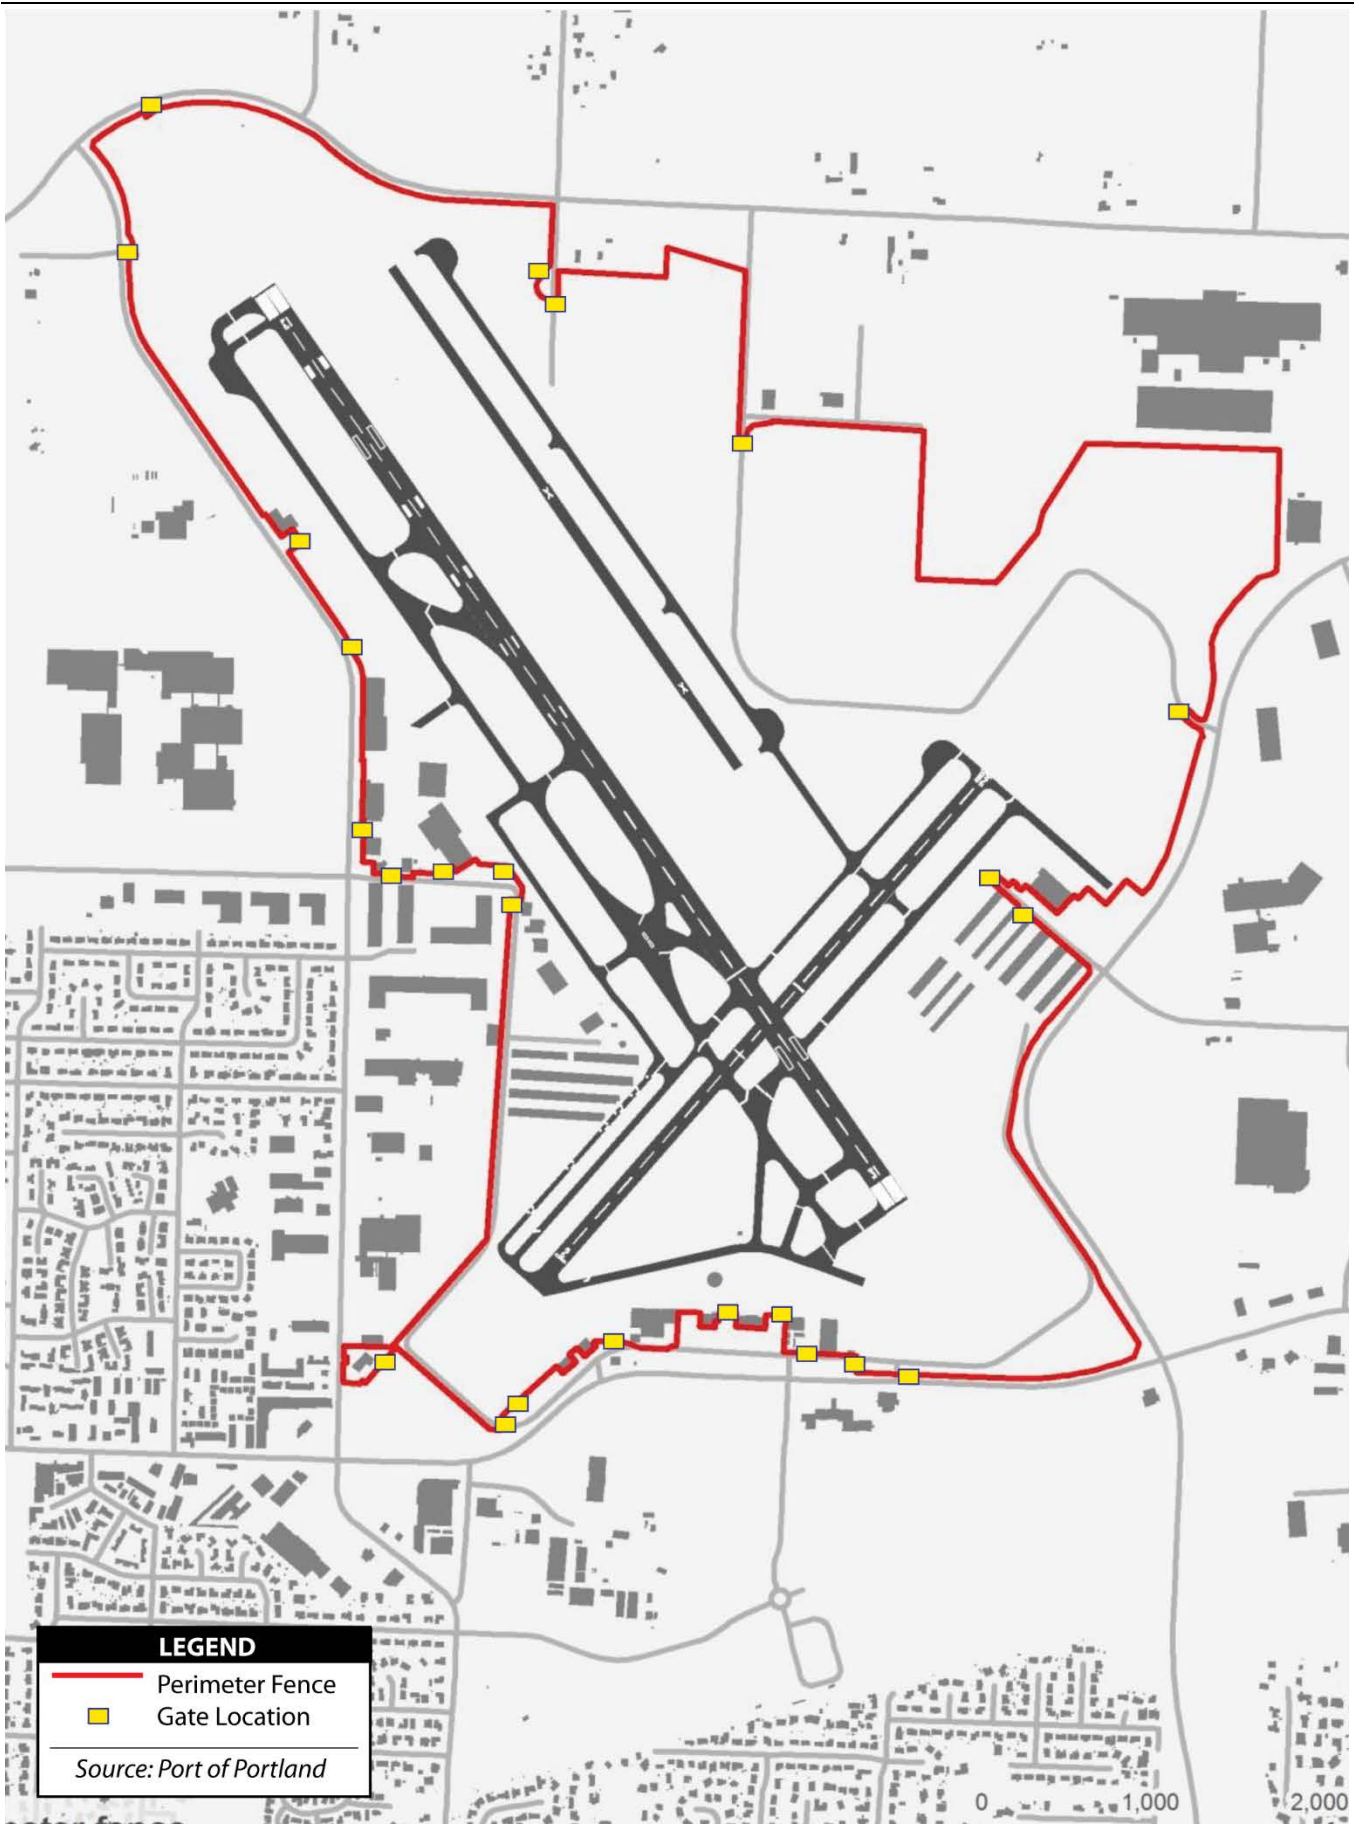 LEGEND
Perimeter Fence
Gate Location
Source: Port of Portland
0 1,000 2,000